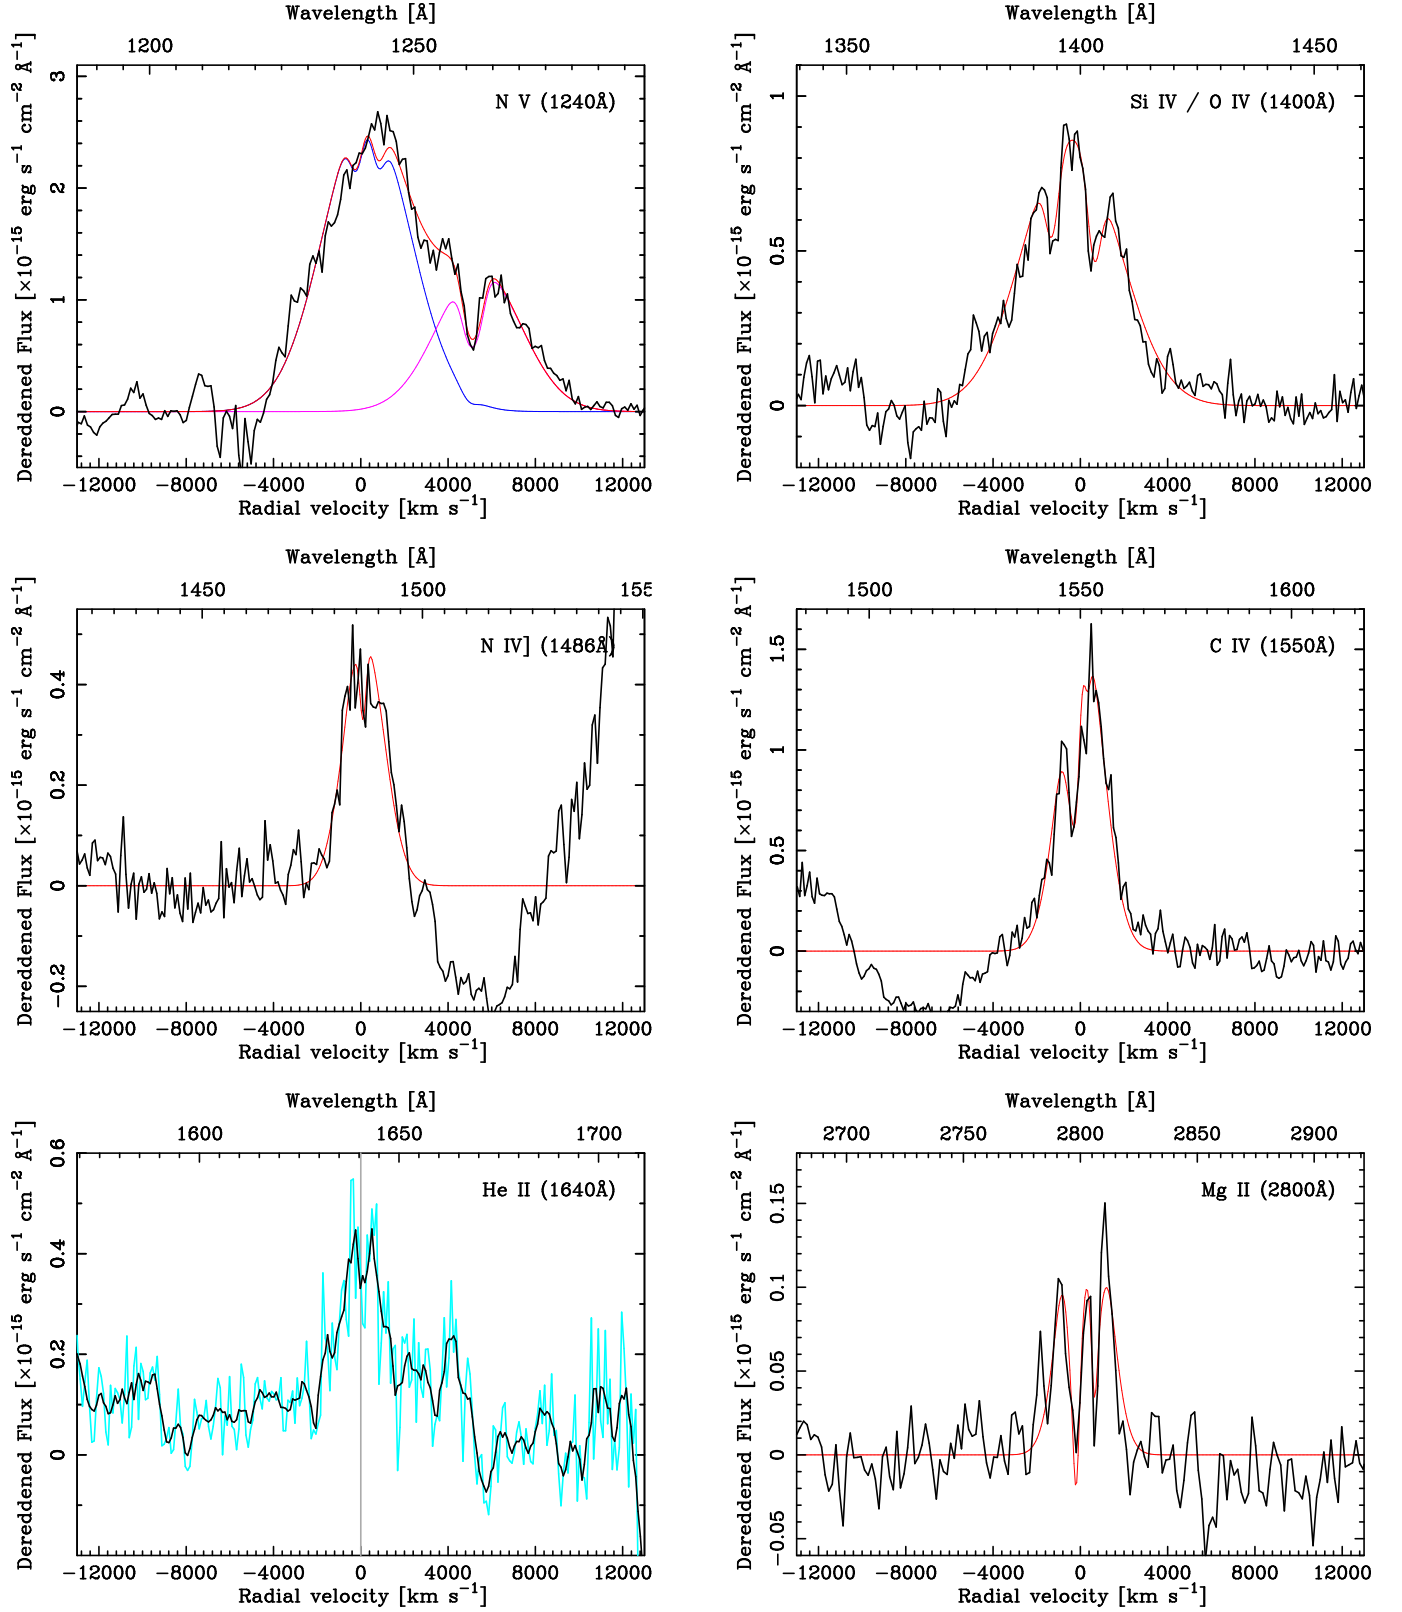 Wavelength [Å]
1200 1250
3
2
1
0
N V (1240Å)
Dereddened Flux [×10−15 erg s−1 cm−2 Å−1]
−12000 −8000 −4000 0 4000 8000 12000
Radial velocity [km s−1]
Wavelength [Å]
1350 1400 1450
1
0.5
0
Si IV / O IV (1400Å)
Dereddened Flux [×10−15 erg s−1 cm−2 Å−1]
−12000 −8000 −4000 0 4000 8000 12000
Radial velocity [km s−1]
Wavelength [Å]
1450 1500 155
0.4
0.2
0
−0.2
N IV] (1486Å)
Dereddened Flux [×10−15 erg s−1 cm−2 Å−1]
−12000 −8000 −4000 0 4000 8000 12000
Radial velocity [km s−1]
Wavelength [Å]
1500 1550 1600
1.5
1
0.5
0
C IV (1550Å)
Dereddened Flux [×10−15 erg s−1 cm−2 Å−1]
−12000 −8000 −4000 0 4000 8000 12000
Radial velocity [km s−1]
Wavelength [Å]
1600 1650 1700
0.6
0.4
0.2
0
He II (1640Å)
Dereddened Flux [×10−15 erg s−1 cm−2 Å−1]
−12000 −8000 −4000 0 4000 8000 12000
Radial velocity [km s−1]
Wavelength [Å]
2700 2750 2800 2850 2900
0.15
0.1
0.05
0
−0.05
Mg II (2800Å)
Dereddened Flux [×10−15 erg s−1 cm−2 Å−1]
−12000 −8000 −4000 0 4000 8000 12000
Radial velocity [km s−1]